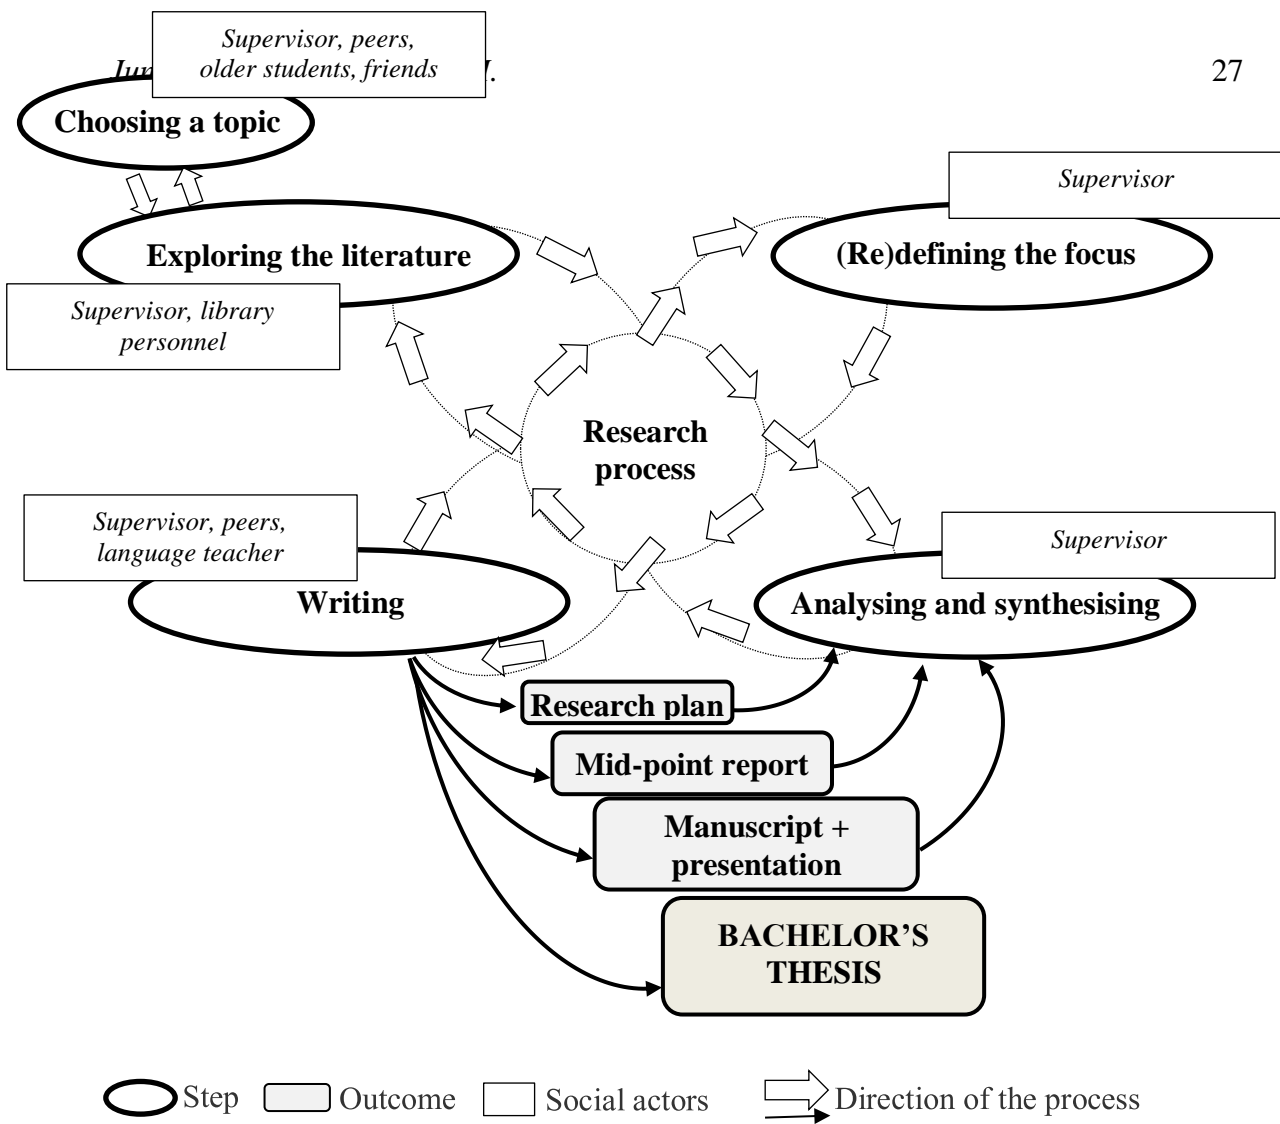 Supervisor, peers,
older students, friends
27
Choosing a topic
Supervisor
Exploring the literature
(Re)defining the focus
Supervisor, library
personnel
Research
process
Supervisor, peers,
language teacher
Supervisor
Writing
Analysing and synthesising
Research plan
Mid-point report
Manuscript +
presentation
BACHELOR'S
THESIS
Step
Outcome
Social actors
Direction of the process